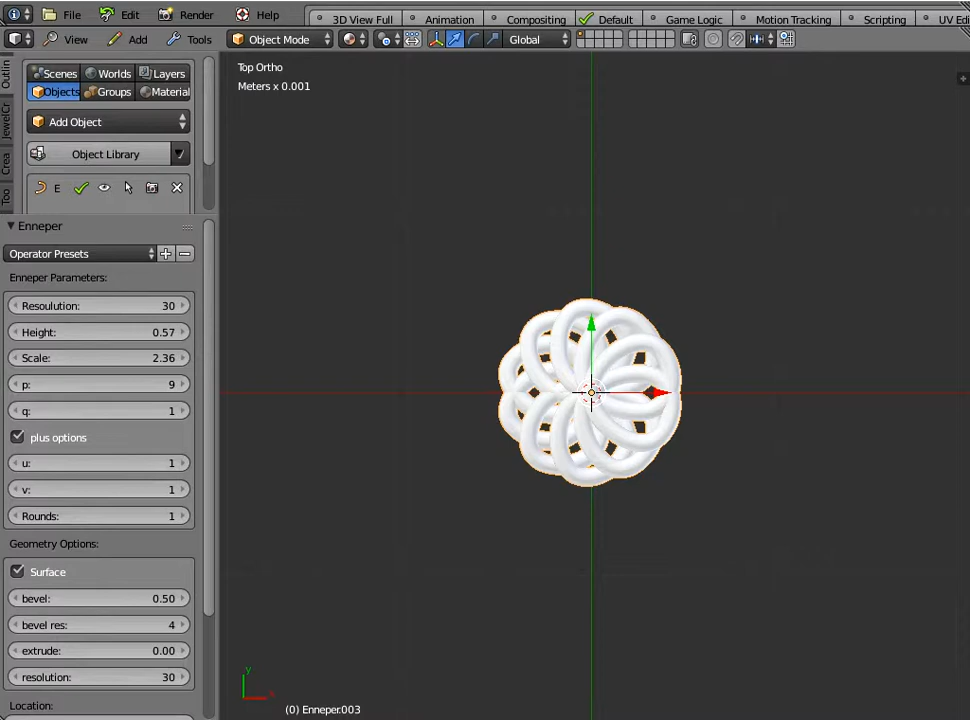 File Edit Render Help 3D View Full Animation Compositing Default Game Logic Motion Tracking Scripting UV Edi
View Add Tools Object Mode Global
Outlin
JewelCr
Crea
Too
Scenes Worlds Layers
Objects Groups Material
Add Object
Object Library
E
Enneper
Operator Presets
Enneper Parameters:
Resoulution: 30
Height: 0.57
Scale: 2.36
p: 9
q: 1
plus options
u: 1
v: 1
Rounds: 1
Geometry Options:
Surface
bevel: 0.50
bevel res: 4
extrude: 0.00
resolution: 30
Location:
Top Ortho
Meters x 0.001
y
x
(0) Enneper.003